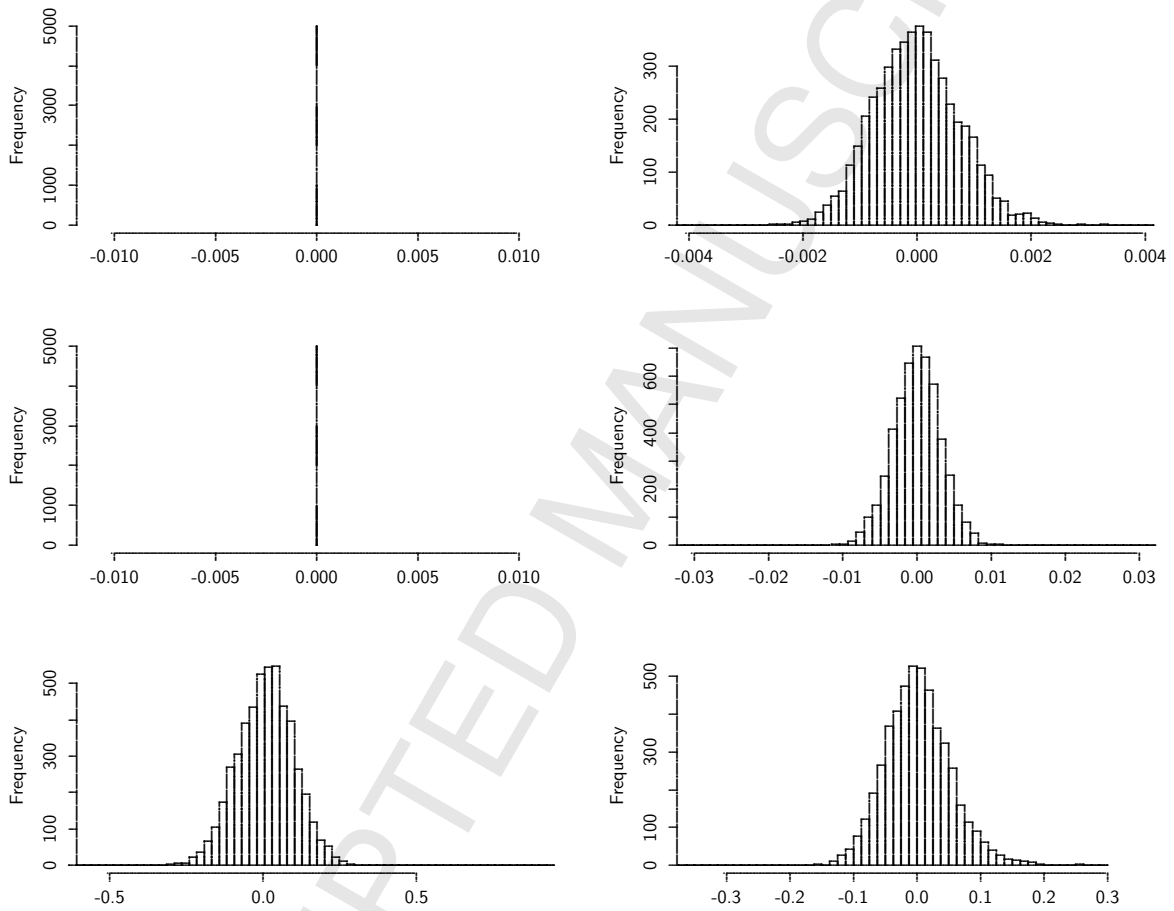 Frequency
0 1000 3000 5000
-0.010 -0.005 0.000 0.005 0.010
Frequency
0 100 200 300
-0.004 -0.002 0.000 0.002 0.004
Frequency
0 1000 3000 5000
-0.010 -0.005 0.000 0.005 0.010
Frequency
0 200 400 600
-0.03 -0.02 -0.01 0.00 0.01 0.02 0.03
Frequency
0 100 300 500
-0.5 0.0 0.5
Frequency
0 100 300 500
-0.3 -0.2 -0.1 0.0 0.1 0.2 0.3
PTED MANUSC